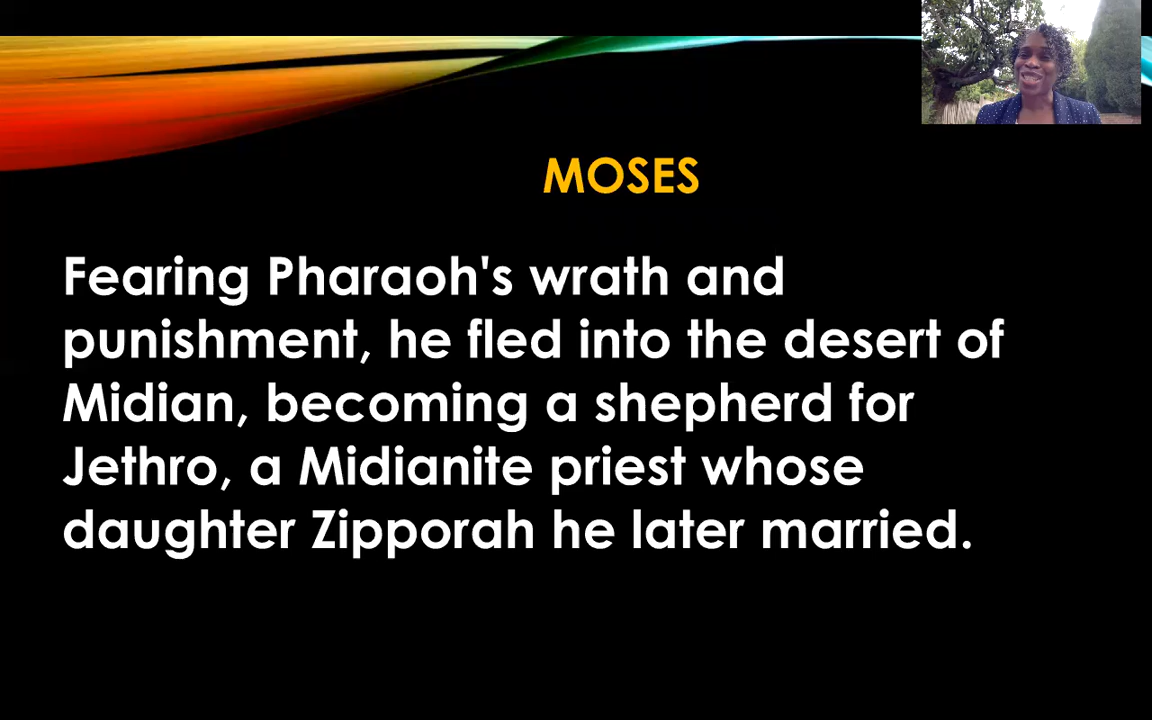 MOSES
Fearing Pharaoh's wrath and
punishment, he fled into the desert of
Midian, becoming a shepherd for
Jethro, a Midianite priest whose
daughter Zipporah he later married.